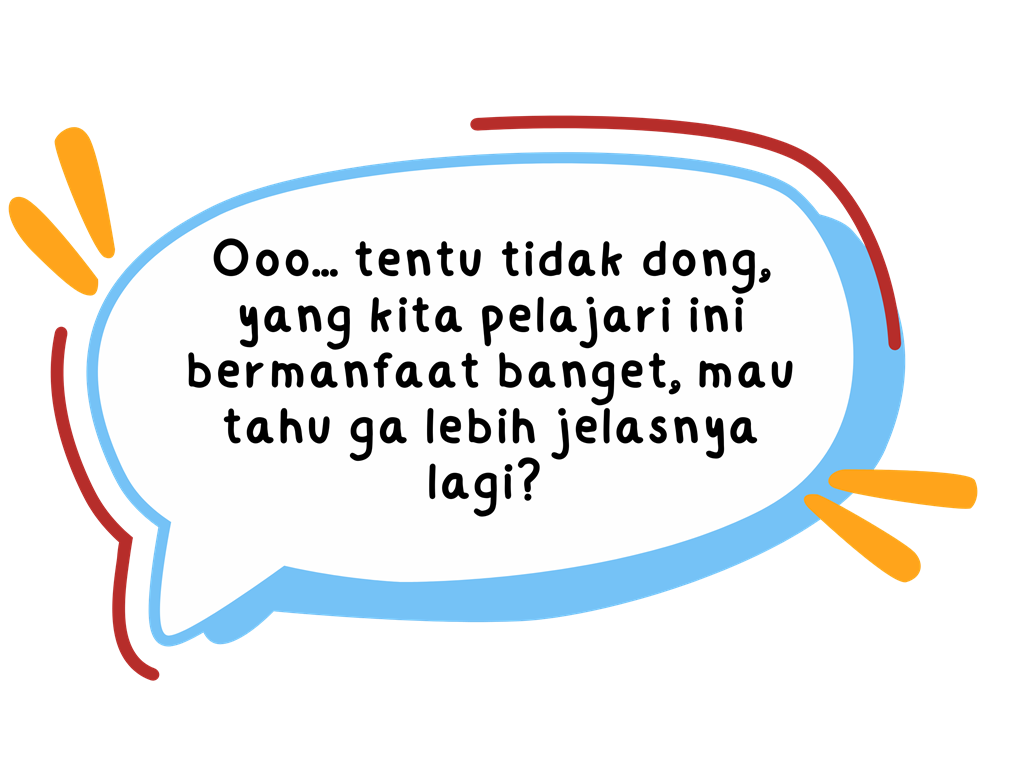 Ooo... tentu tidak dong,
yang kita pelajari ini
bermanfaat banget, mau
tahu ga lebih jelasnya
lagi?